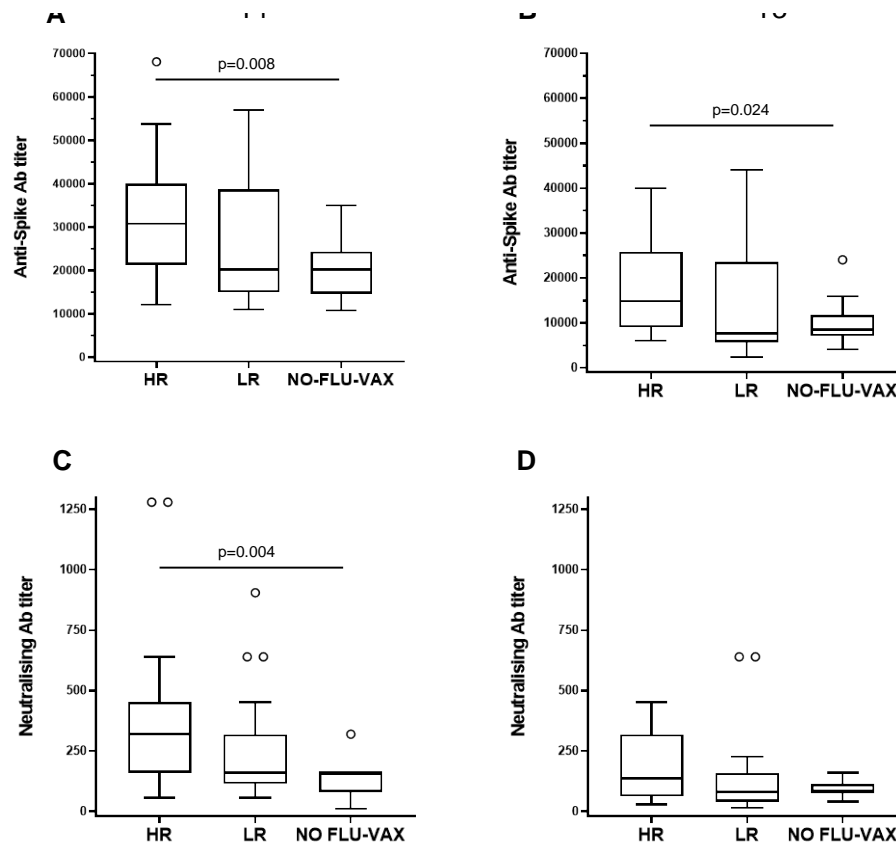 A
B
70000
60000
50000
40000
30000
20000
10000
0
Anti-Spike Ab titer
p=0.008
HR LR NO-FLU-VAX
70000
60000
50000
40000
30000
20000
10000
0
Anti-Spike Ab titer
p=0.024
HR LR NO-FLU-VAX
C
1250
1000
750
500
250
0
Neutralising Ab titer
p=0.004
HR LR NO FLU-VAX
D
1250
1000
750
500
250
0
Neutralising Ab titer
HR LR NO FLU-VAX